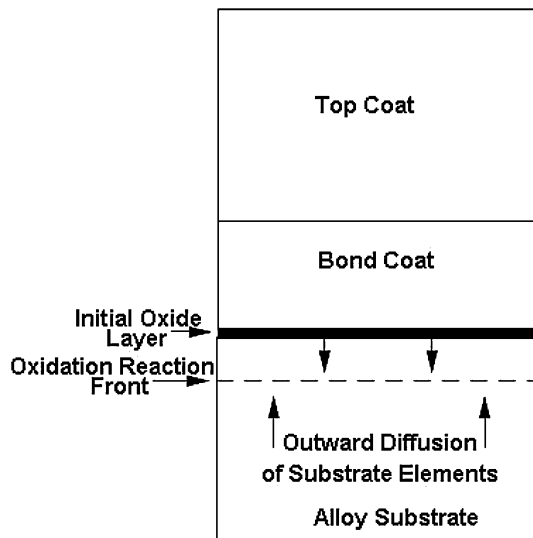 Top Coat
Bond Coat
Initial Oxide
Layer
Oxidation Reaction
Front
Outward Diffusion
of Substrate Elements
Alloy Substrate